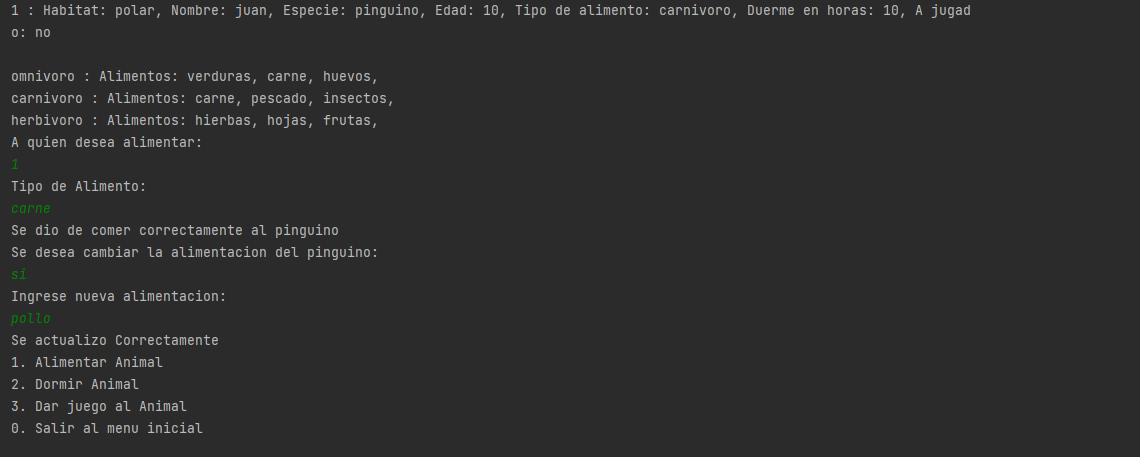 1 : Habitat: polar, Nombre: juan, Especie: pinguino, Edad: 10, Tipo de alimento: carnivoro, Duerme en horas: 10, A jugad
o: no
omnivoro : Alimentos: verduras, carne, huevos,
carnivoro : Alimentos: carne, pescado, insectos,
herbivoro : Alimentos: hierbas, hojas, frutas,
A quien desea alimentar:
1
Tipo de Alimento:
carne
Se dio de comer correctamente al pinguino
Se desea cambiar la alimentacion del pinguino:
si
Ingrese nueva alimentacion:
pollo
Se actualizo Correctamente
1. Alimentar Animal
2. Dormir Animal
3. Dar juego al Animal
0. Salir al menu inicial